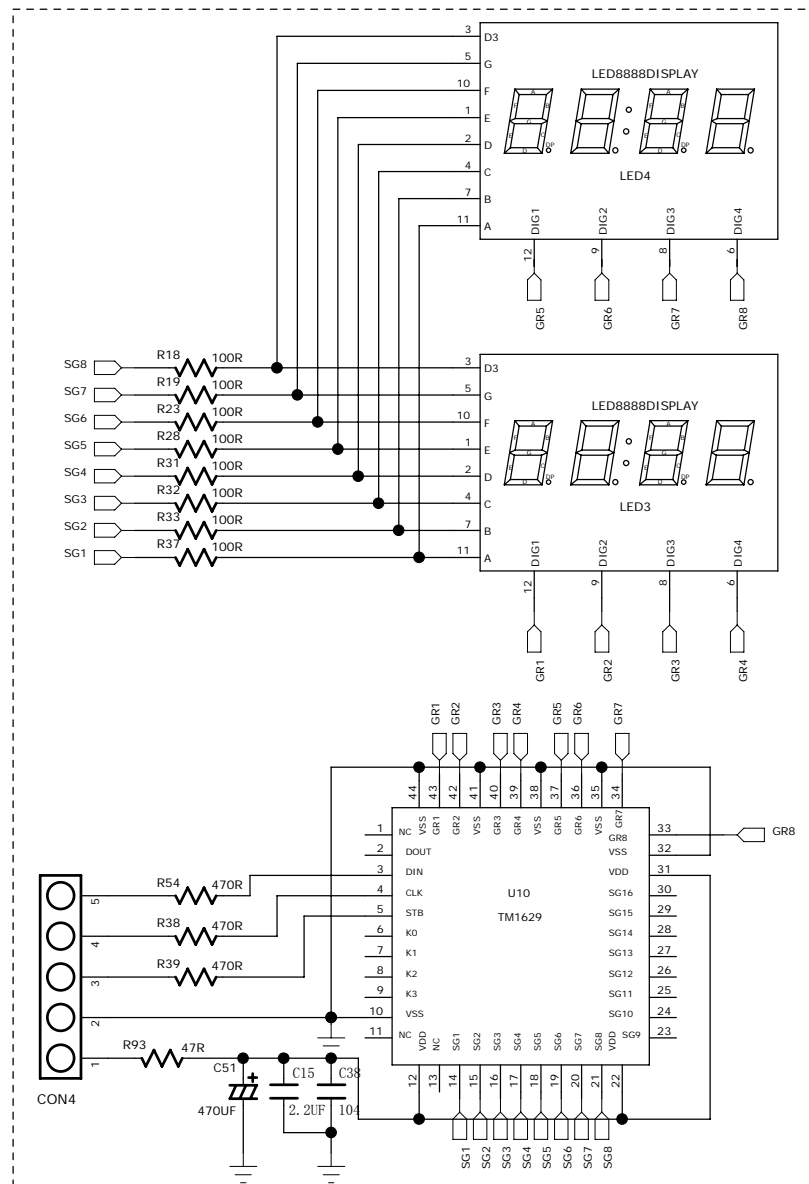 3 D3
5 G
10 F
1 E
2 D
4 C
7 B
11 A
LED8888DISPLAY
A F B G E C D DP
A F B G E C D DP
LED4
DIG1 DIG2 DIG3 DIG4
12 9 8 6
GR5 GR6 GR7 GR8
SG8 R18 100R 3 D3
SG7 R19 100R 5 G
SG6 R23 100R 10 F
SG5 R28 100R 1 E
SG4 R31 100R 2 D
SG3 R32 100R 4 C
SG2 R33 100R 7 B
SG1 R37 100R 11 A
LED8888DISPLAY
A F B G E C D DP
A F B G E C D DP
LED3
DIG1 DIG2 DIG3 DIG4
12 9 8 6
GR1 GR2 GR3 GR4
GR1 GR2 GR3 GR4 GR5 GR6 GR7
44 43 42 41 40 39 38 37 36 35 34
VSS GR1 GR2 VSS GR3 GR4 VSS GR5 GR6 VSS GR7
1 NC
2 DOUT
3 DIN
4 CLK
5 STB
6 K0
7 K1
8 K2
9 K3
10 VSS
11 NC
U10
TM1629
GR8 33 GR8
VSS 32
VDD 31
SG16 30
SG15 29
SG14 28
SG13 27
SG12 26
SG11 25
SG10 24
SG9 23
VDD NC SG1 SG2 SG3 SG4 SG5 SG6 SG7 SG8 VDD
12 13 14 15 16 17 18 19 20 21 22
SG1 SG2 SG3 SG4 SG5 SG6 SG7 SG8
5 R54 470R
4 R38 470R
3 R39 470R
2
1 R93 47R
CON4
C51 +
470UF
C15
2.2UF
C38
104